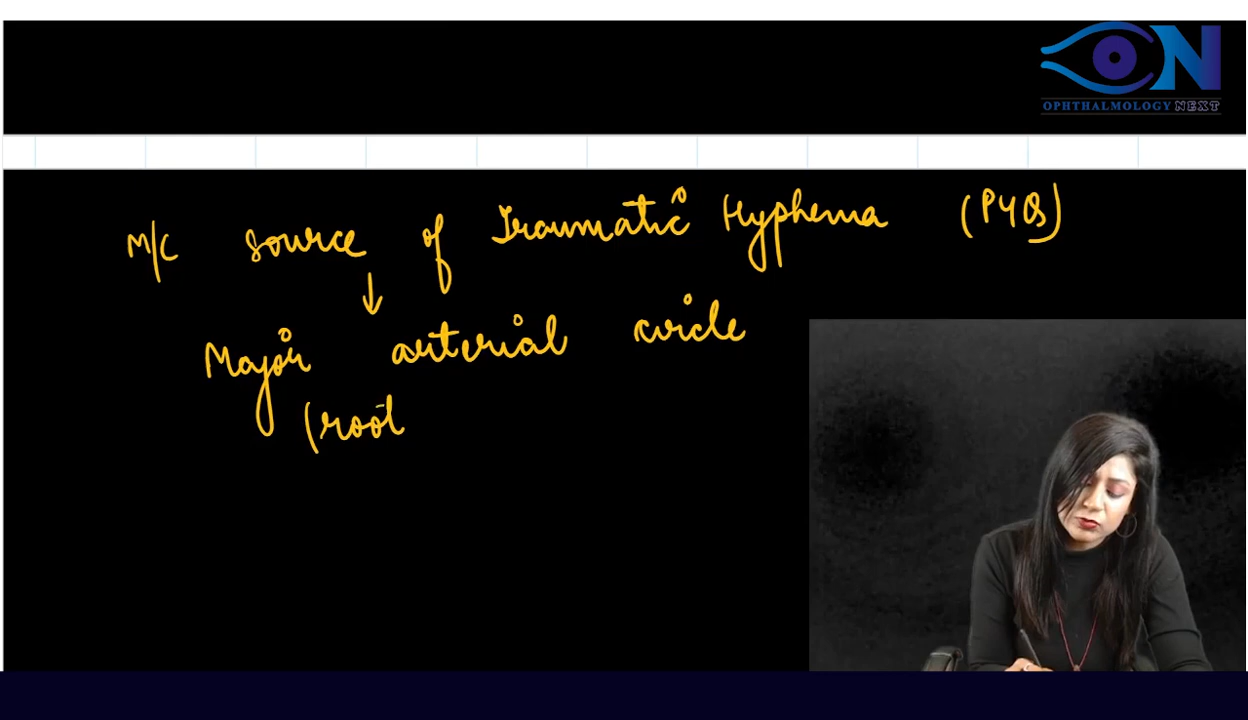 ON
OPHTHALMOLOGY NEXT
M/C source of Traumatic Hyphema (PYQ)
↓
Major arterial circle
(root